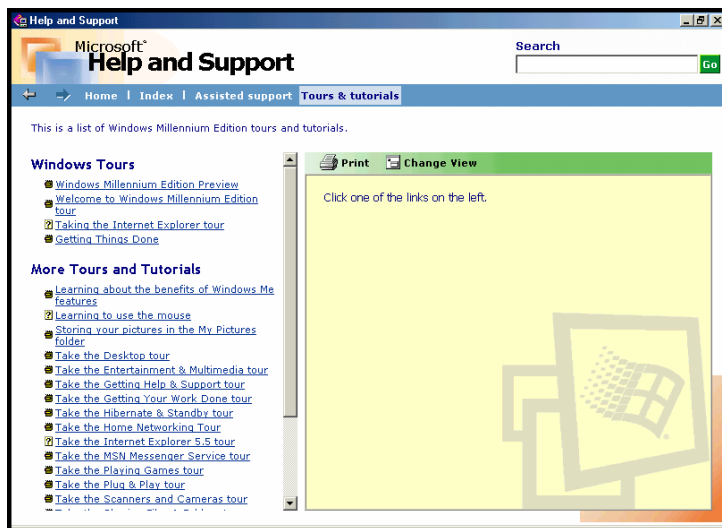 Help and Support
Microsoft®
Help and Support
Search
Go
Home | Index | Assisted support Tours & tutorials
This is a list of Windows Millennium Edition tours and tutorials.
Windows Tours
Windows Millennium Edition Preview
Welcome to Windows Millennium Edition
tour
Taking the Internet Explorer tour
Getting Things Done
More Tours and Tutorials
Learning about the benefits of Windows Me
features
Learning to use the mouse
Storing your pictures in the My Pictures
folder
Take the Desktop tour
Take the Entertainment & Multimedia tour
Take the Getting Help & Support tour
Take the Getting Your Work Done tour
Take the Hibernate & Standby tour
Take the Home Networking Tour
Take the Internet Explorer 5.5 tour
Take the MSN Messenger Service tour
Take the Playing Games tour
Take the Plug & Play tour
Take the Scanners and Cameras tour
Print Change View
Click one of the links on the left.